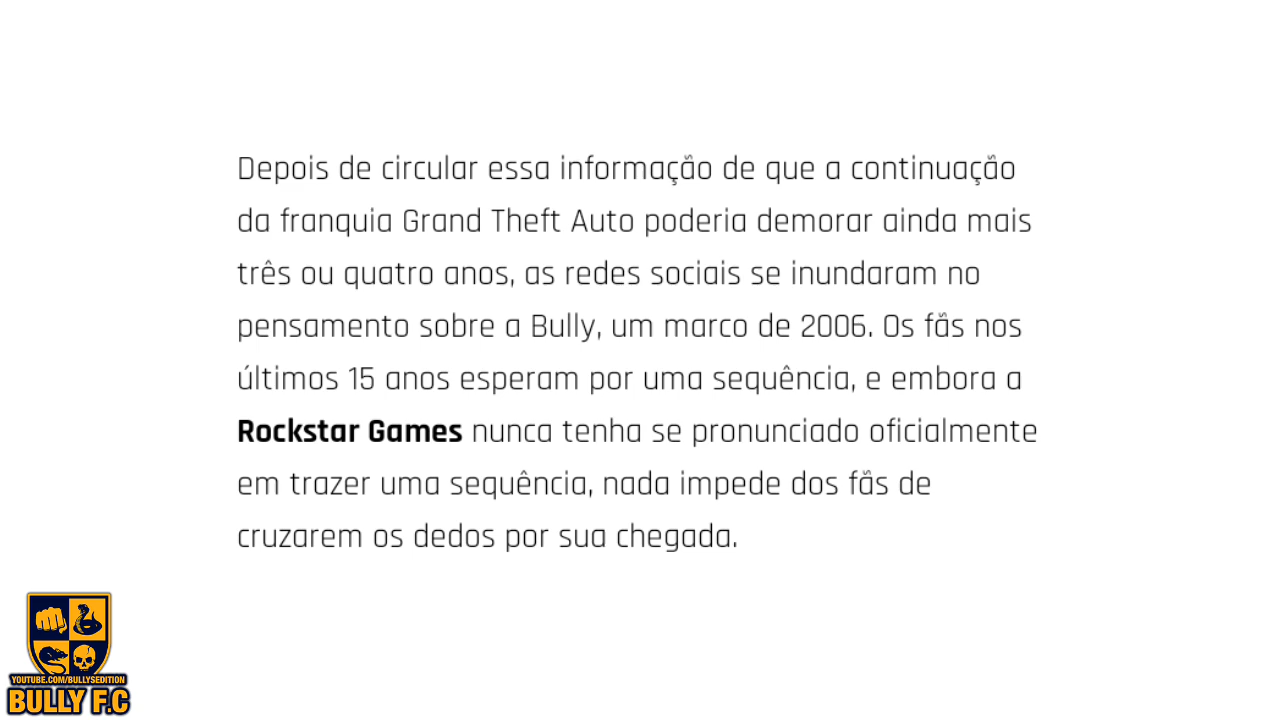 Depois de circular essa informação de que a continuação
da franquia Grand Theft Auto poderia demorar ainda mais
três ou quatro anos, as redes sociais se inundaram no
pensamento sobre a Bully, um marco de 2006. Os fãs nos
últimos 15 anos esperam por uma sequência, e embora a
Rockstar Games nunca tenha se pronunciado oficialmente
em trazer uma sequência, nada impede dos fãs de
cruzarem os dedos por sua chegada.
YOUTUBE.COM/BULLYSEDITION
BULLY F.C